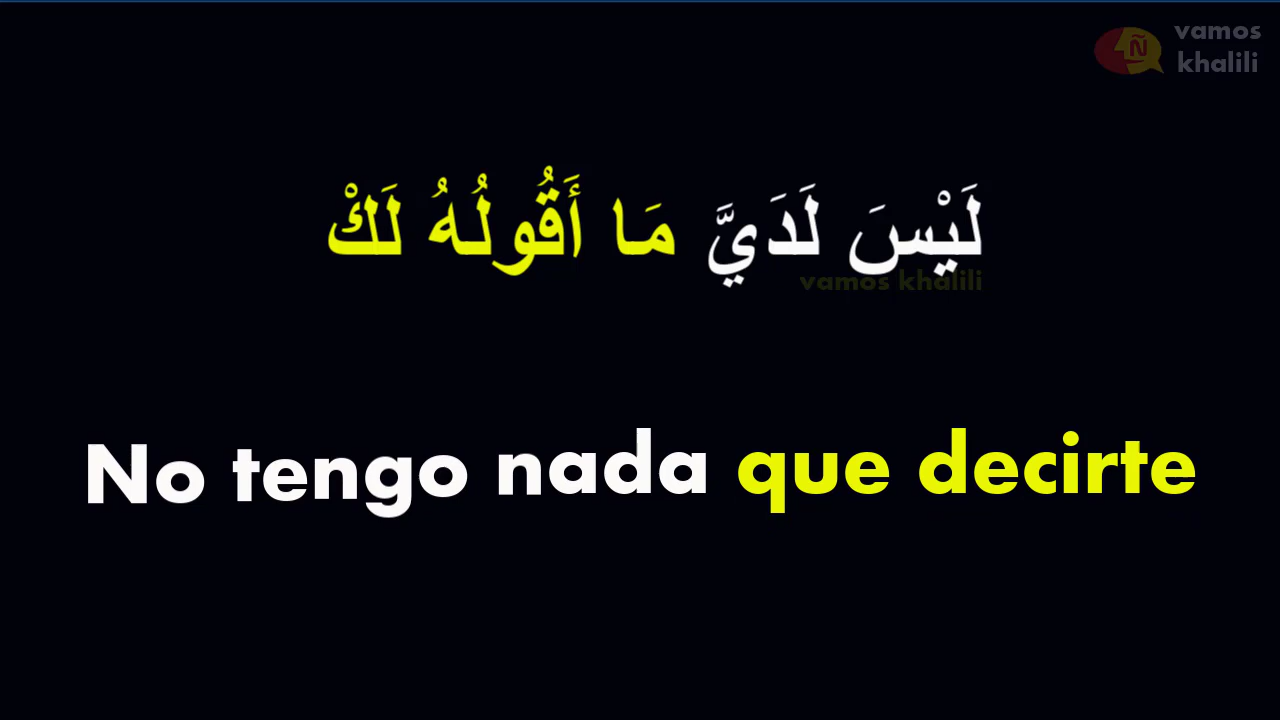 vamos
khalili
Ñ
لَيْسَ لَدَيَّ مَا أَقُولُهُ لَكْ
vamos khalili
No tengo nada que decirte